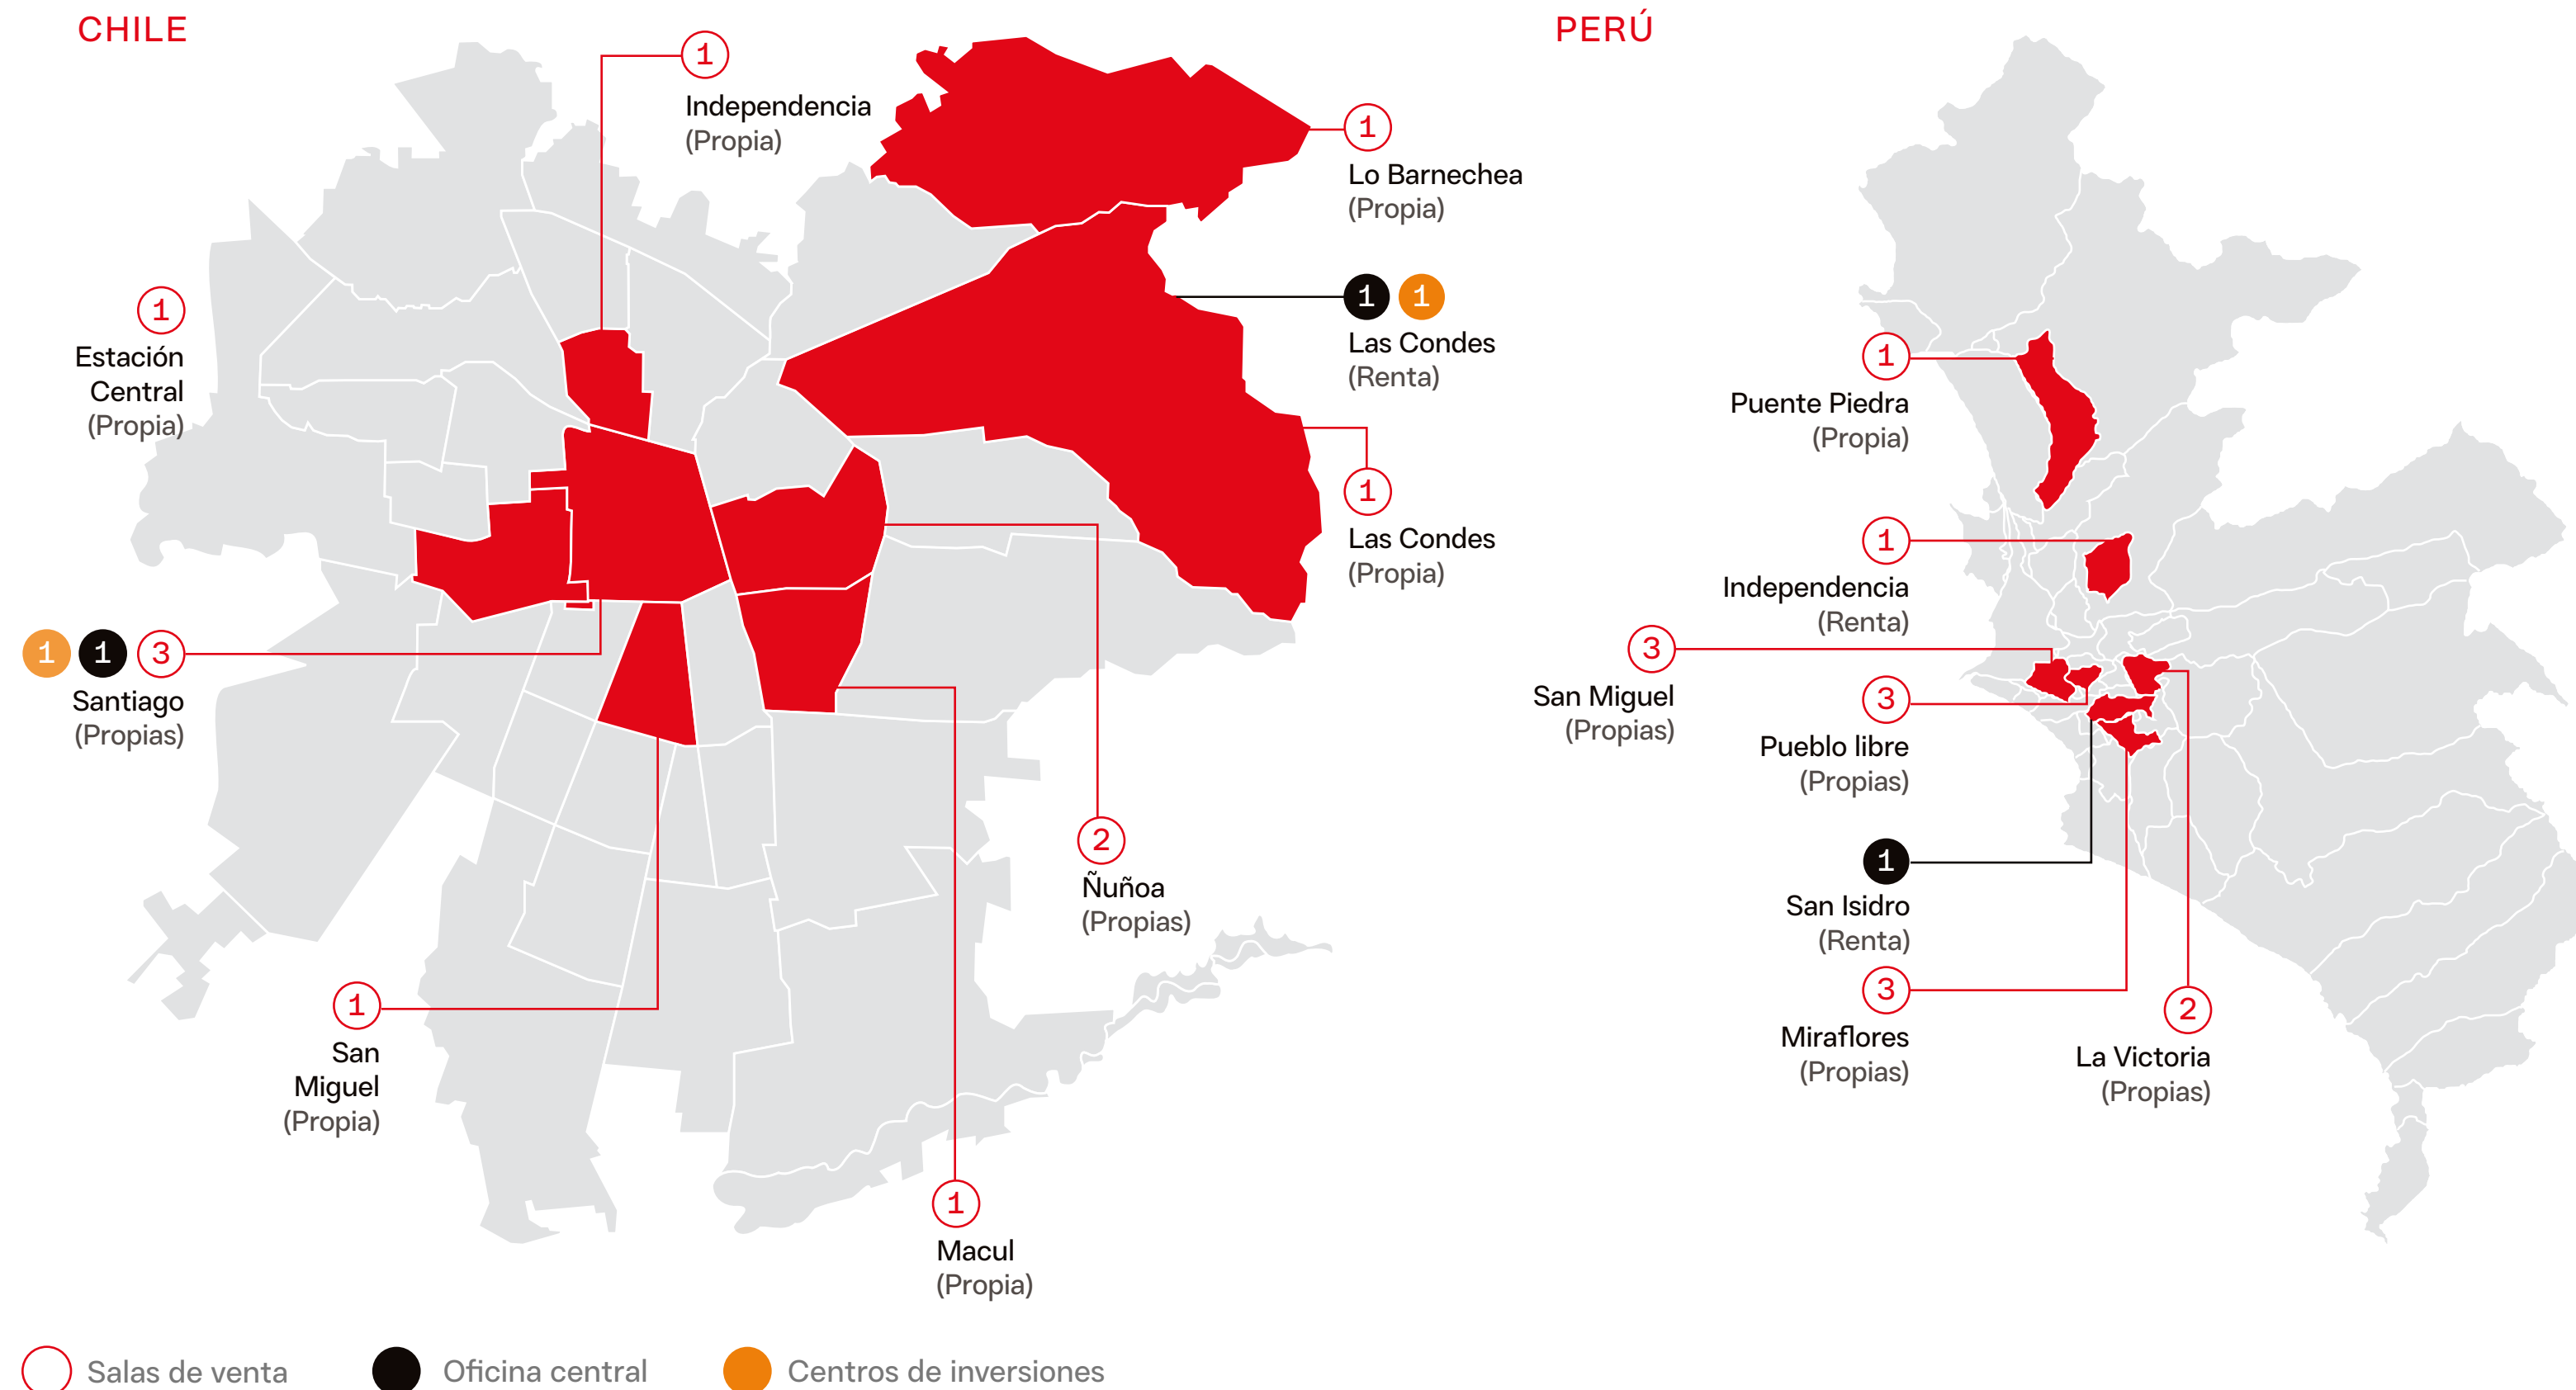 CHILE
1
Independencia
(Propia)
1
Lo Barnechea
(Propia)
1 1
Las Condes
(Renta)
1
Las Condes
(Propia)
1
Estación
Central
(Propia)
1 1 3
Santiago
(Propias)
2
Ñuñoa
(Propias)
1
San
Miguel
(Propia)
1
Macul
(Propia)
PERÚ
1
Puente Piedra
(Propia)
1
Independencia
(Renta)
3
San Miguel
(Propias)
3
Pueblo libre
(Propias)
1
San Isidro
(Renta)
3
Miraflores
(Propias)
2
La Victoria
(Propias)
Salas de venta
Oficina central
Centros de inversiones